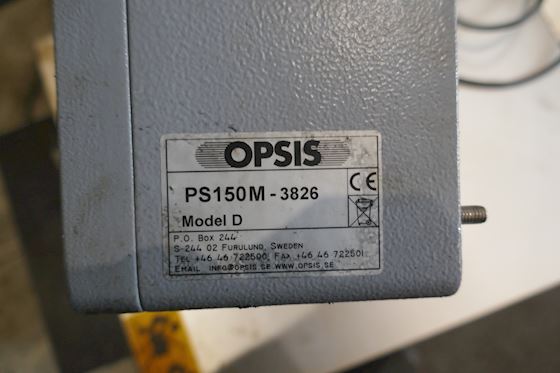 OPSIS
PS150M - 3826
CE
Model D
P.O. Box 244
S-244 02 Furulund, Sweden
Tel +46 46 722500, Fax +46 46 722501
Email info@opsis.se www.opsis.se